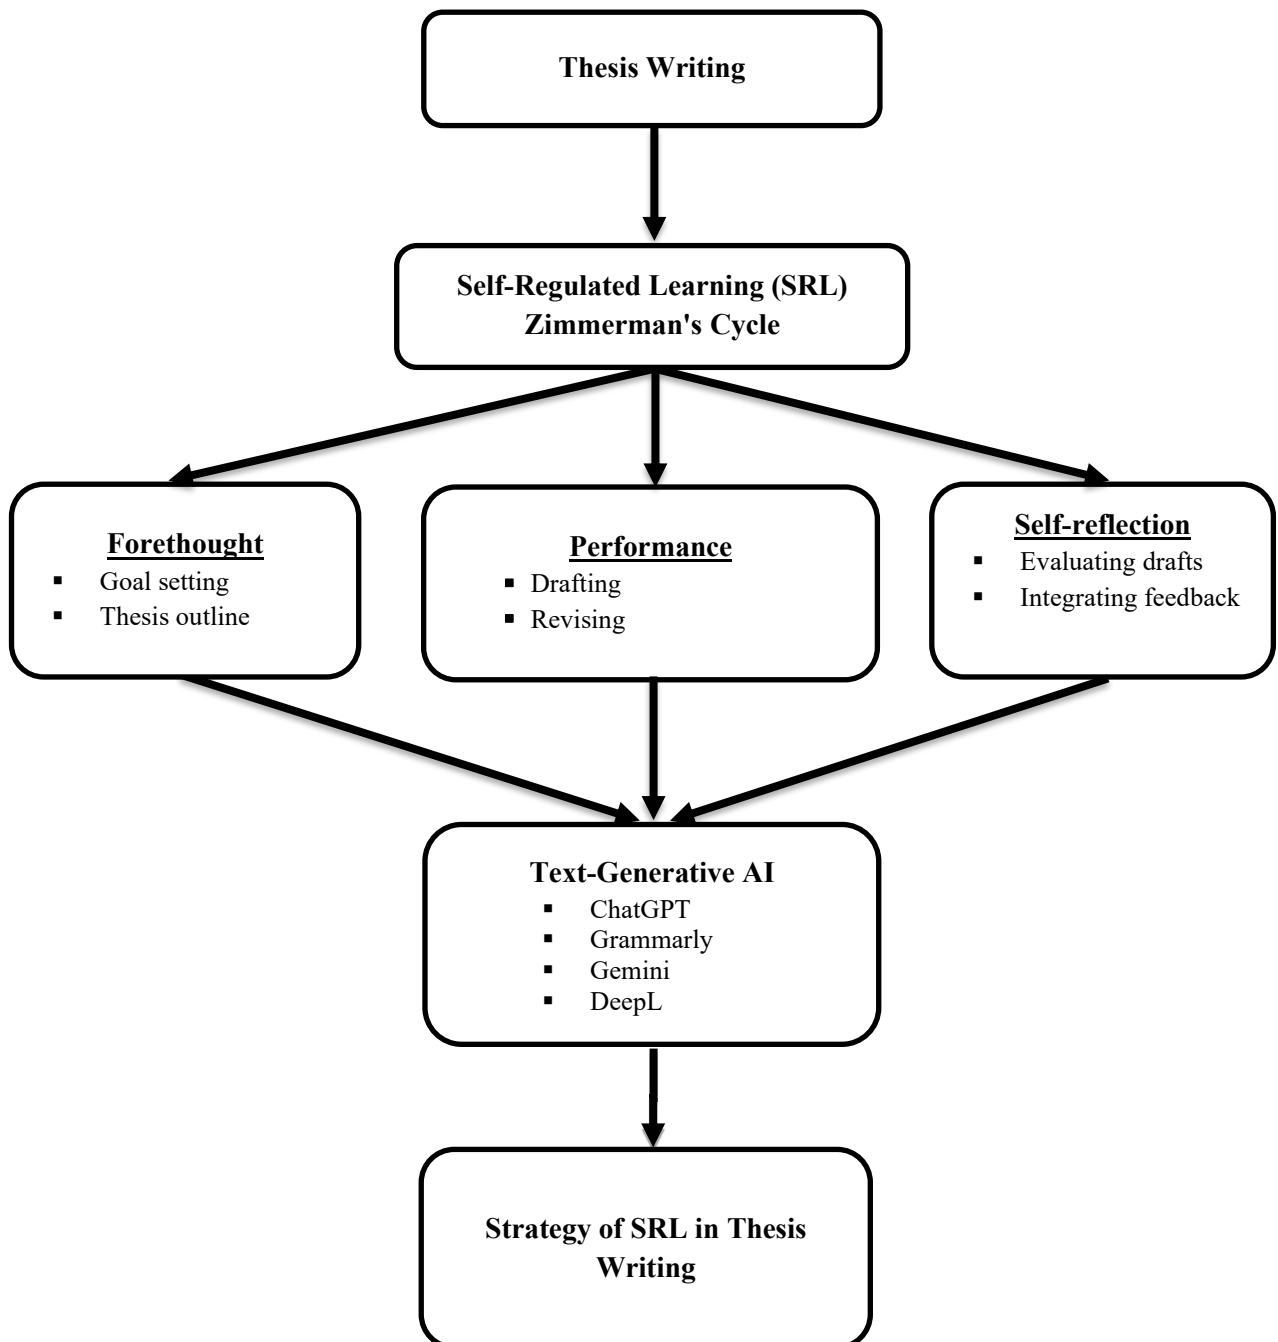 Thesis Writing
Self-Regulated Learning (SRL)
Zimmerman's Cycle
Forethought
▪ Goal setting
▪ Thesis outline
Performance
▪ Drafting
▪ Revising
Self-reflection
▪ Evaluating drafts
▪ Integrating feedback
Text-Generative AI
▪ ChatGPT
▪ Grammarly
▪ Gemini
▪ DeepL
Strategy of SRL in Thesis
Writing